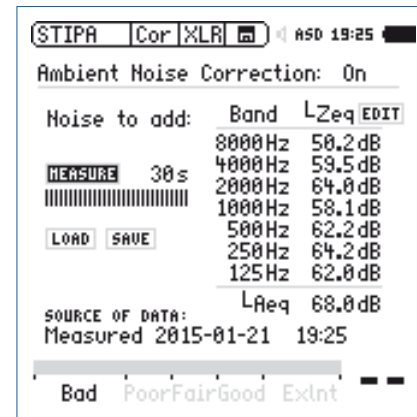 STIPA Cor XLR ASD 19:25
Ambient Noise Correction: On
Noise to add: Band LZeq EDIT
8000Hz 50.2dB
MEASURE 30s 4000Hz 59.5dB
2000Hz 64.0dB
1000Hz 58.1dB
LOAD SAVE 500Hz 62.2dB
250Hz 64.2dB
125Hz 62.0dB
LAeq 68.0dB
SOURCE OF DATA:
Measured 2015-01-21 19:25
Bad Poor Fair Good Exlnt --